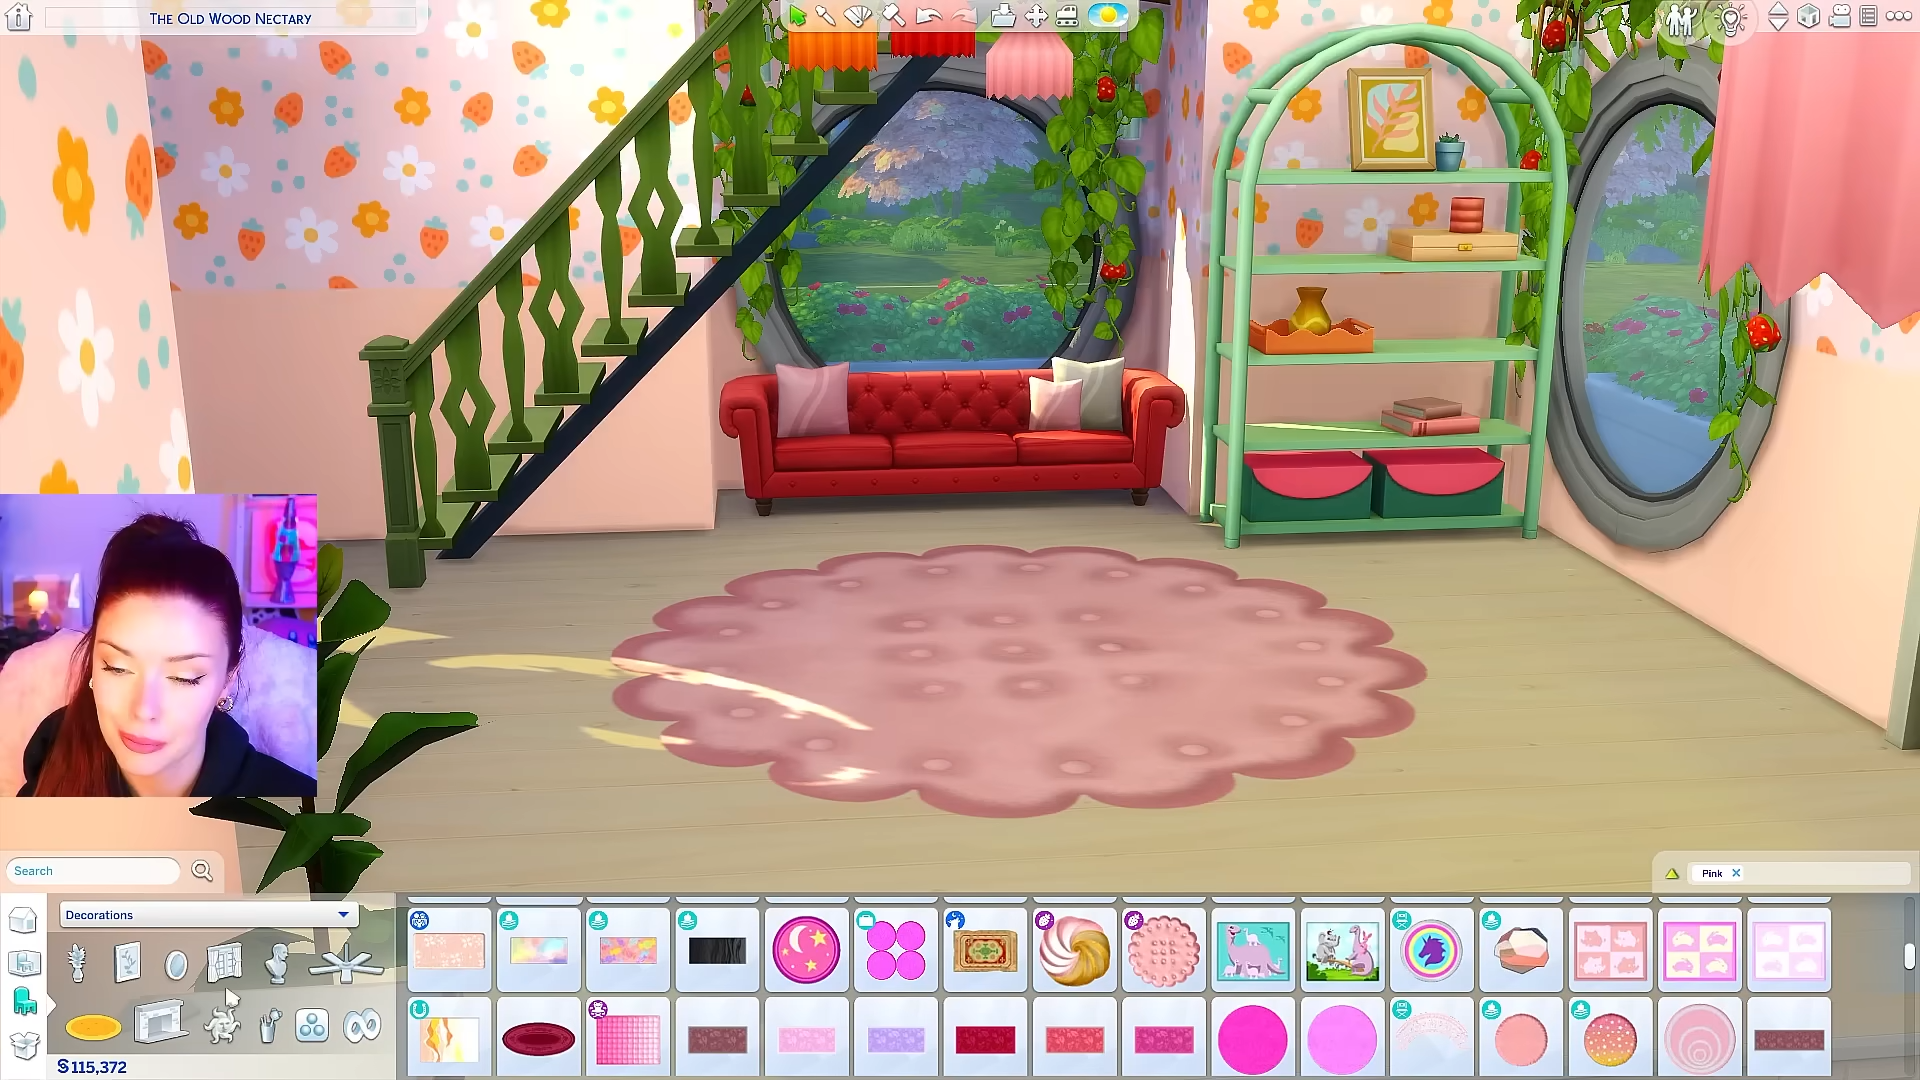 The Old Wood Nectary
Search
Pink
Decorations
§115,372